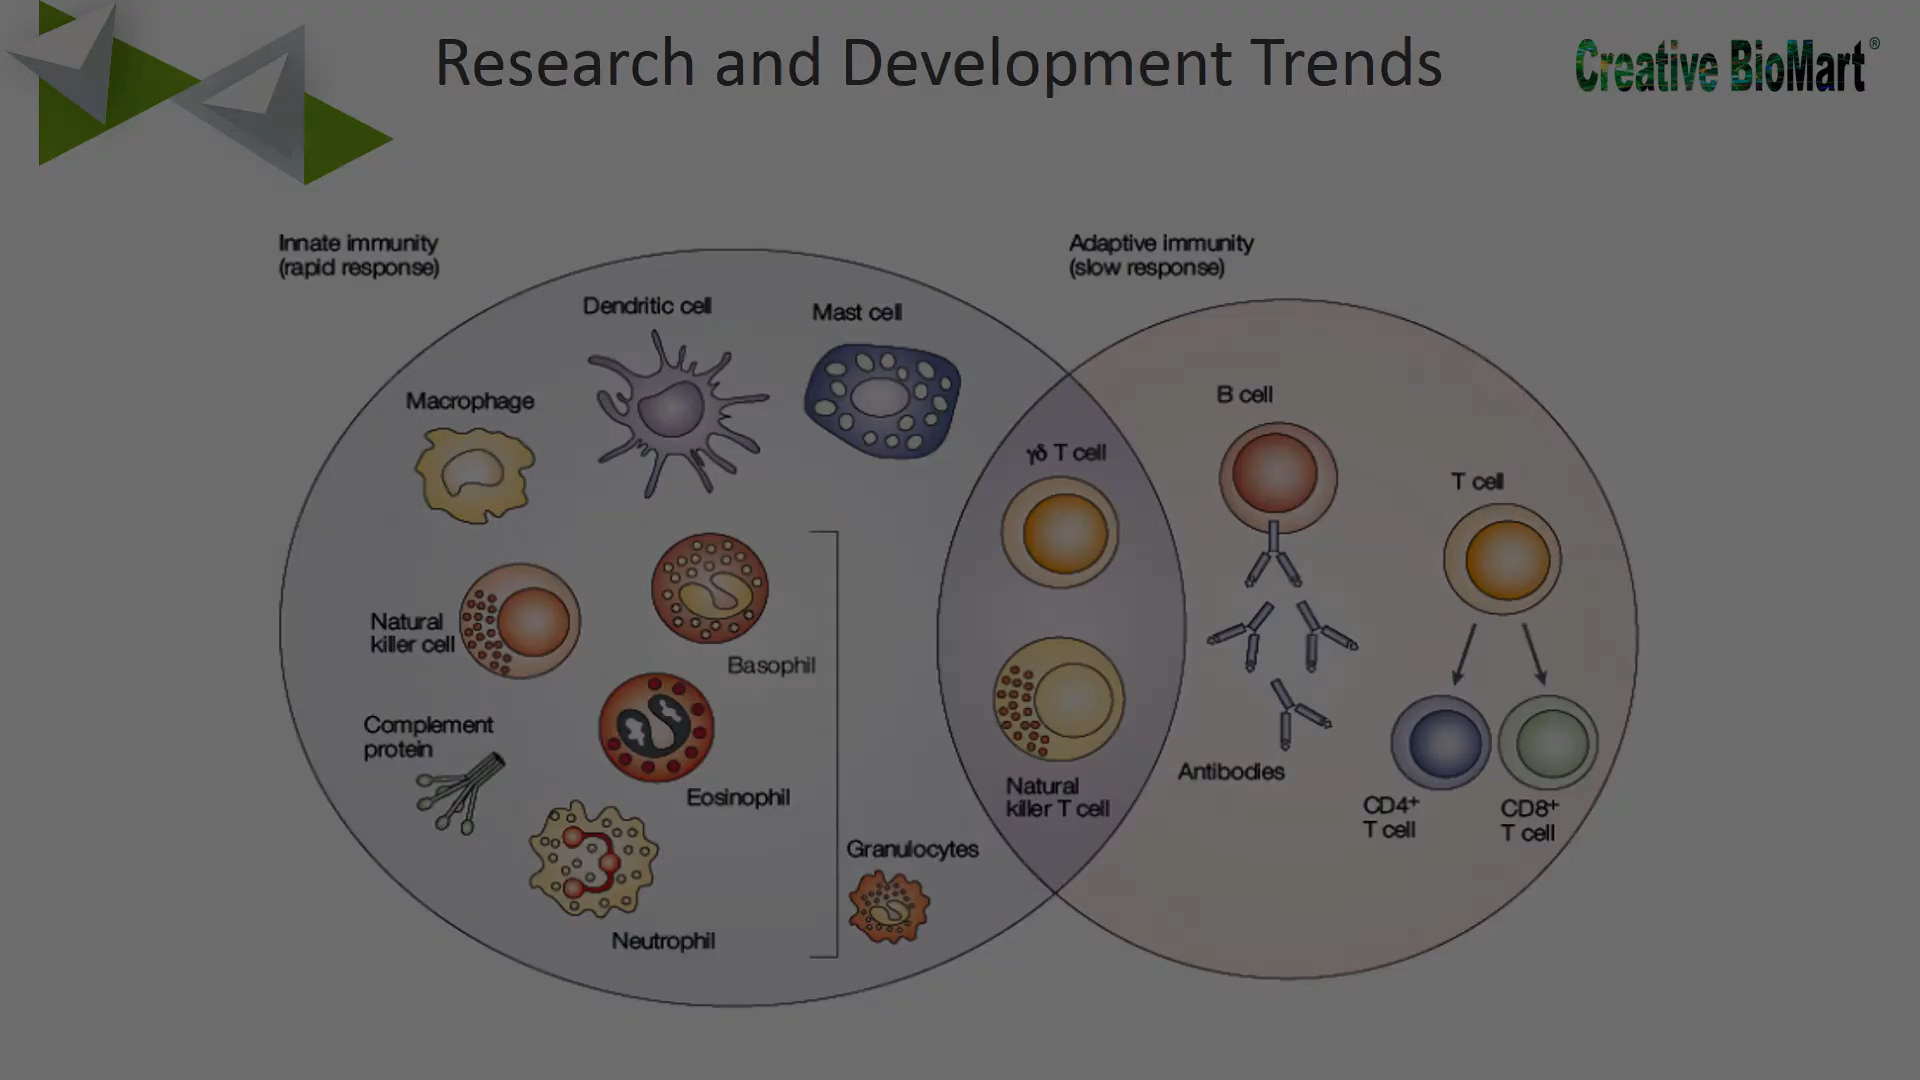 Research and Development Trends
Creative BioMart®
Innate immunity
(rapid response)
Adaptive immunity
(slow response)
Dendritic cell
Mast cell
Macrophage
B cell
γδ T cell
T cell
Natural
killer cell
Basophil
Complement
protein
Eosinophil
Natural
killer T cell
Antibodies
CD4+
T cell
CD8+
T cell
Granulocytes
Neutrophil